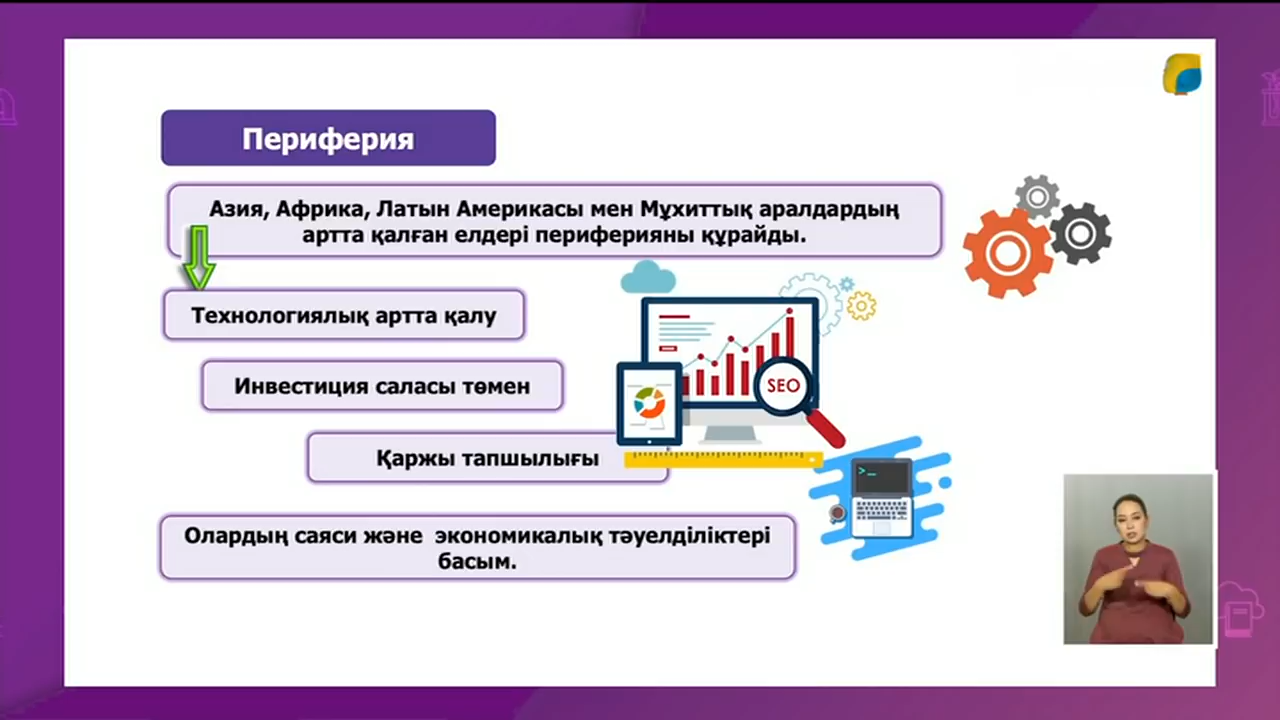 Периферия
Азия, Африка, Латын Америкасы мен Мұхиттық аралдардың
артта қалған елдері периферияны құрайды.
Технологиялық артта қалу
Инвестиция саласы төмен
SEO
Қаржы тапшылығы
Олардың саяси және  экономикалық тәуелділіктері
басым.